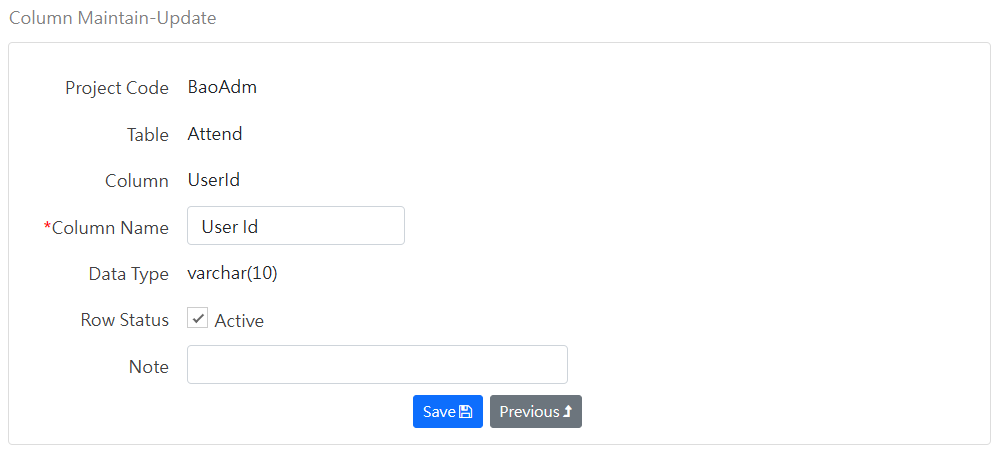 Column Maintain-Update
Project Code BaoAdm
Table Attend
Column UserId
*Column Name User Id
Data Type varchar(10)
Row Status Active
Note
Save Previous